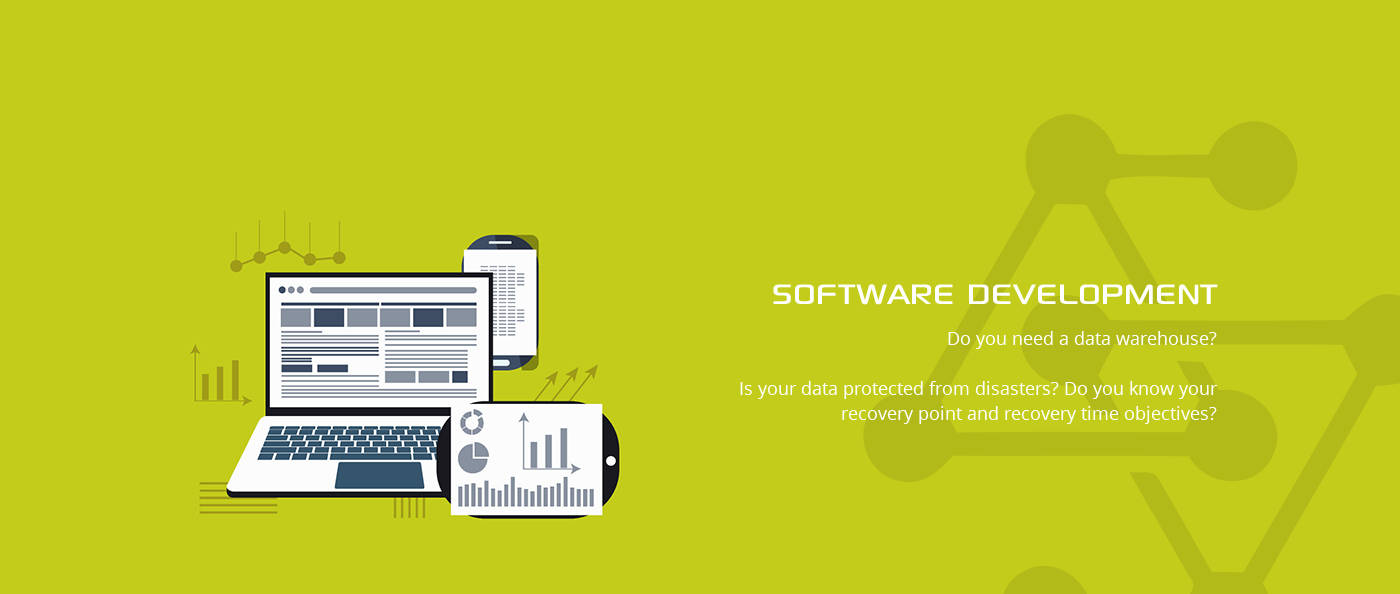 SOFTWARE DEVELOPMENT
Do you need a data warehouse?
Is your data protected from disasters? Do you know your
recovery point and recovery time objectives?